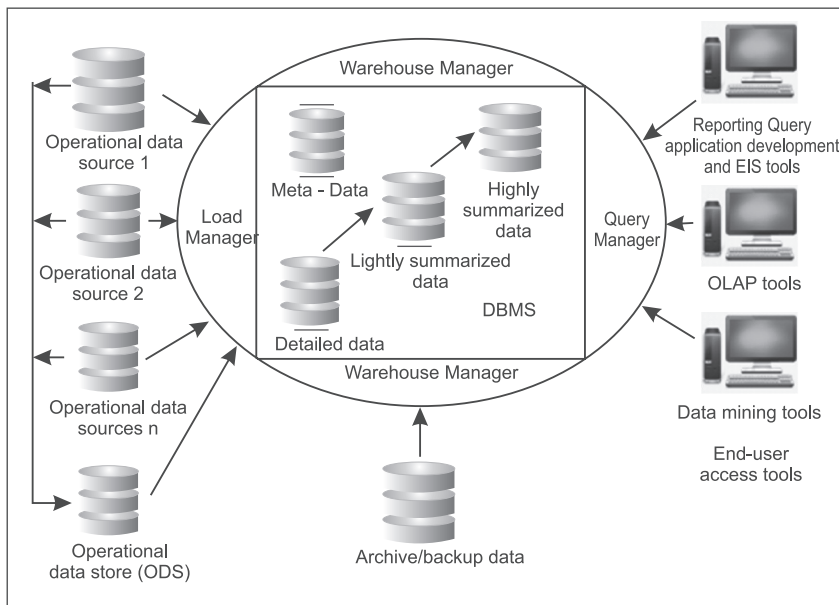 Warehouse Manager
Operational data
source 1
Meta - Data
Highly
summarized
data
Reporting Query
application development
and EIS tools
Load
Manager
Query
Manager
Operational data
source 2
Lightly summarized
data
OLAP tools
DBMS
Detailed data
Warehouse Manager
Operational data
sources n
Data mining tools
End-user
access tools
Operational
data store (ODS)
Archive/backup data